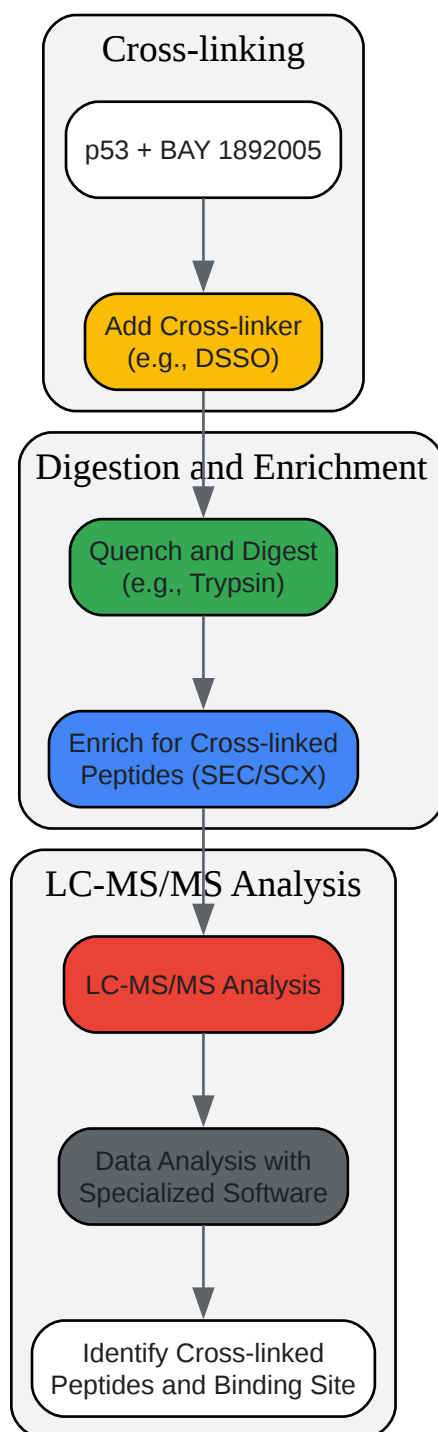 Cross-linking
p53 + BAY 1892005
Add Cross-linker
(e.g., DSSO)
Digestion and Enrichment
Quench and Digest
(e.g., Trypsin)
Enrich for Cross-linked
Peptides (SEC/SCX)
LC-MS/MS Analysis
LC-MS/MS Analysis
Data Analysis with
Specialized Software
Identify Cross-linked
Peptides and Binding Site